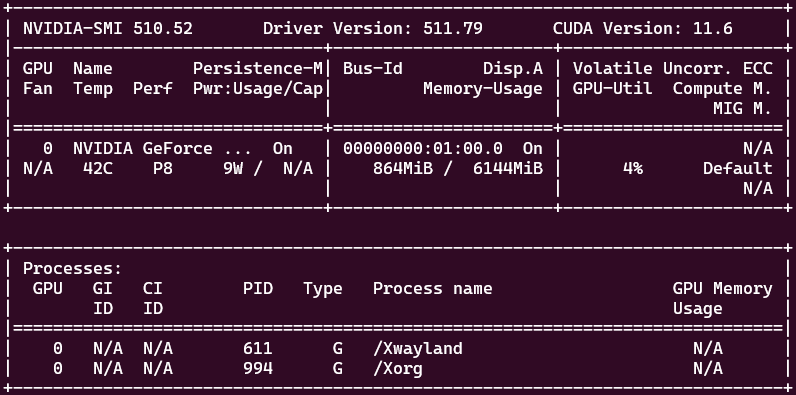 +-----------------------------------------------------------------------------+
| NVIDIA-SMI 510.52       Driver Version: 511.79       CUDA Version: 11.6     |
|-------------------------------+----------------------+----------------------+
| GPU  Name        Persistence-M| Bus-Id        Disp.A | Volatile Uncorr. ECC |
| Fan  Temp  Perf  Pwr:Usage/Cap|         Memory-Usage | GPU-Util  Compute M. |
|                               |                      |               MIG M. |
|===============================+======================+======================|
|   0  NVIDIA GeForce ...  On   | 00000000:01:00.0  On |                  N/A |
| N/A   42C    P8     9W /  N/A |    864MiB /  6144MiB |      4%      Default |
|                               |                      |                  N/A |
+-------------------------------+----------------------+----------------------+

+-----------------------------------------------------------------------------+
| Processes:                                                                  |
|  GPU   GI   CI        PID   Type   Process name                  GPU Memory |
|        ID   ID                                                   Usage      |
|=============================================================================|
|    0   N/A  N/A       611      G   /Xwayland                       N/A      |
|    0   N/A  N/A       994      G   /Xorg                           N/A      |
+-----------------------------------------------------------------------------+